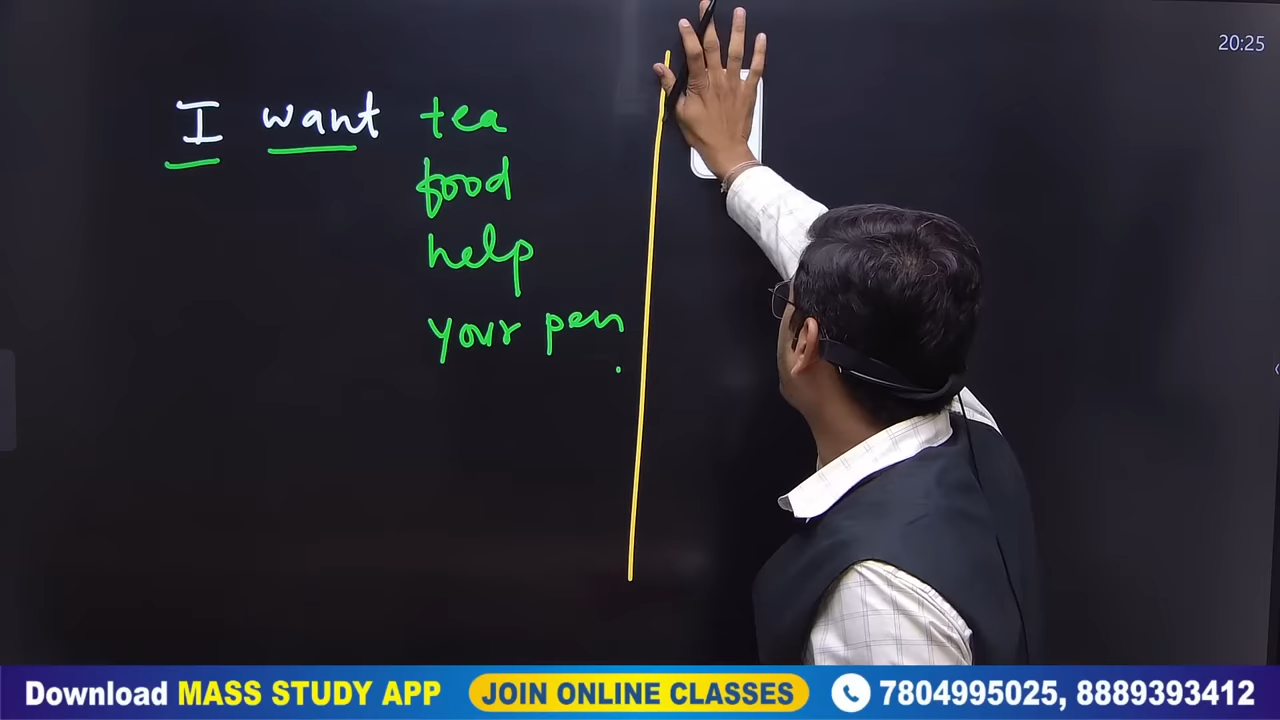 20:25
I want tea
food
help
your pen
Download MASS STUDY APP JOIN ONLINE CLASSES 7804995025, 8889393412